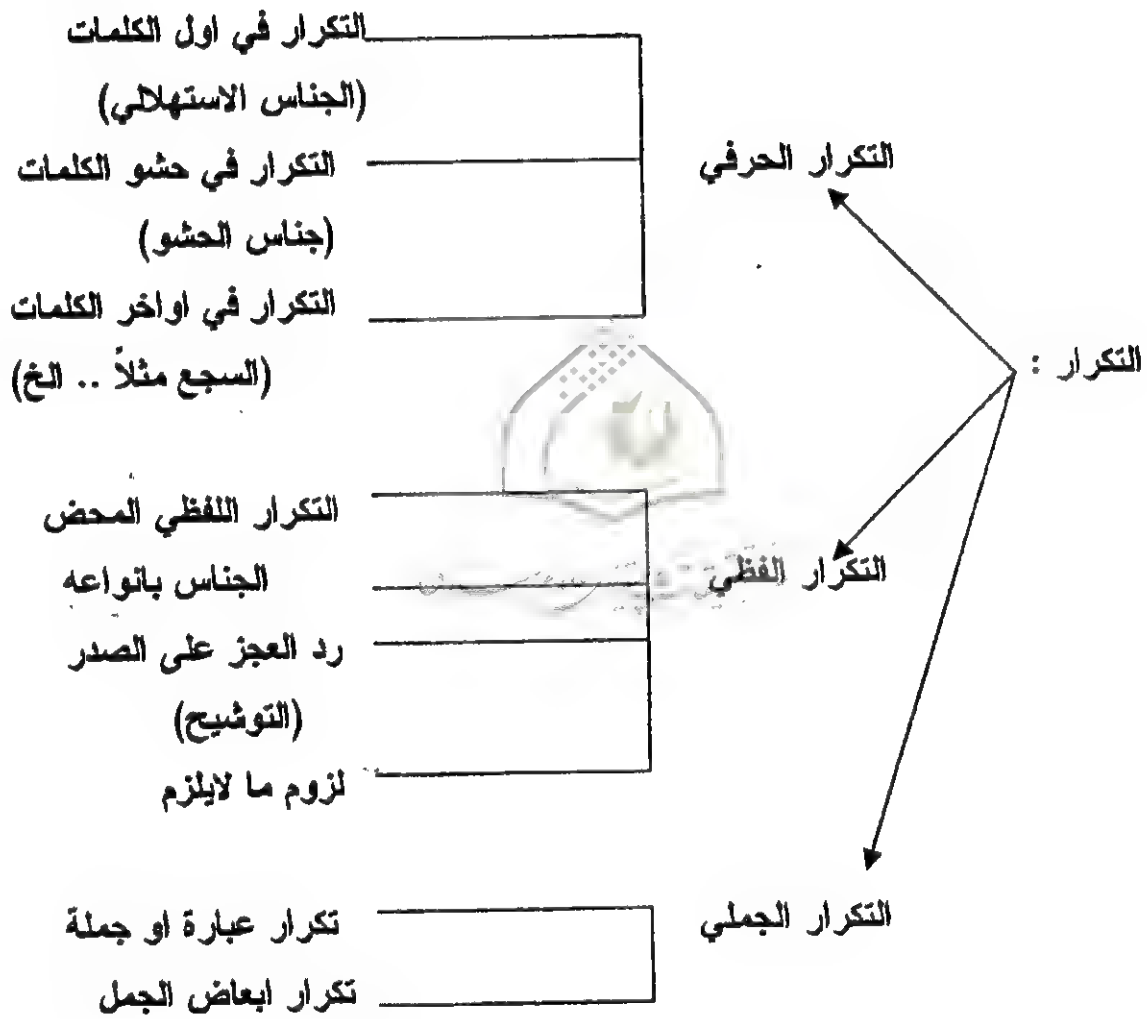 التكرار :
التكرار الحرفي
التكرار في اول الكلمات
(الجناس الاستهلالي)
التكرار في حشو الكلمات
(جناس الحشو)
التكرار في اواخر الكلمات
(السجع مثلاً .. الخ)
التكرار الفظي
التكرار اللفظي المحض
الجناس بانواعه
رد العجز على الصدر
(التوشيح)
لزوم ما لايلزم
التكرار الجملي
تكرار عبارة او جملة
تكرار ابعاض الجمل